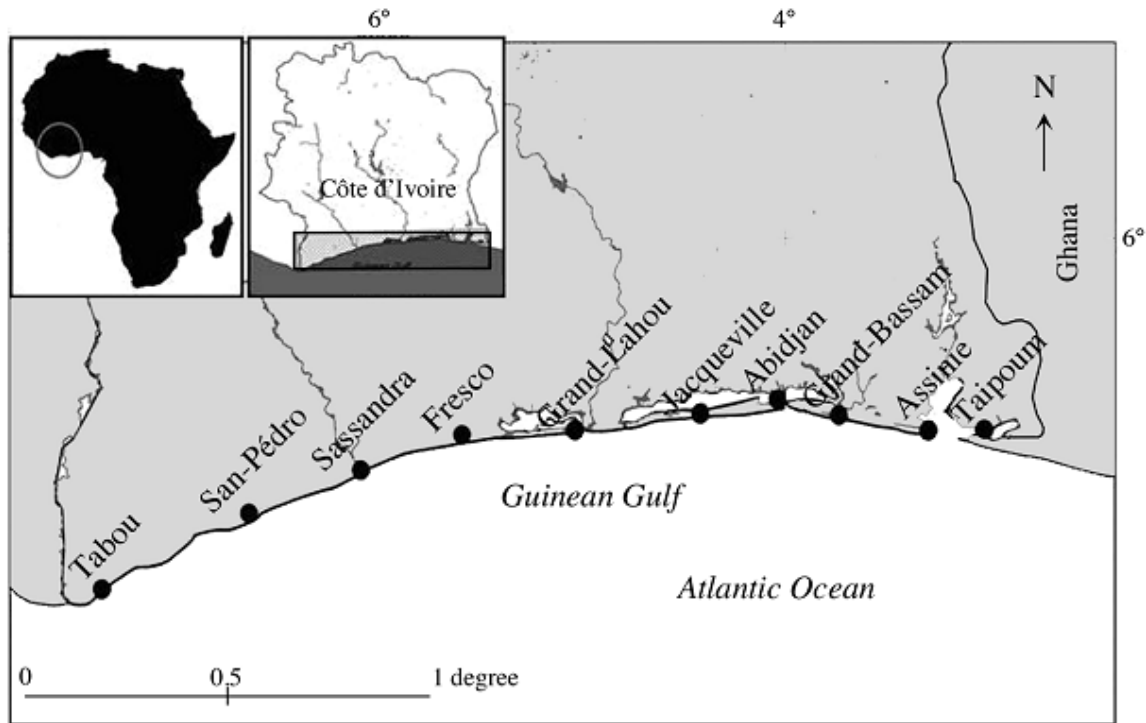 6°
4°
N
Côte d'Ivoire
6°
Ghana
Tabou
San-Pédro
Sassandra
Fresco
Grand-Lahou
Jacqueville
Abidjan
Grand-Bassam
Assinie
Taipoum
Guinean Gulf
Atlantic Ocean
0
0.5
1 degree